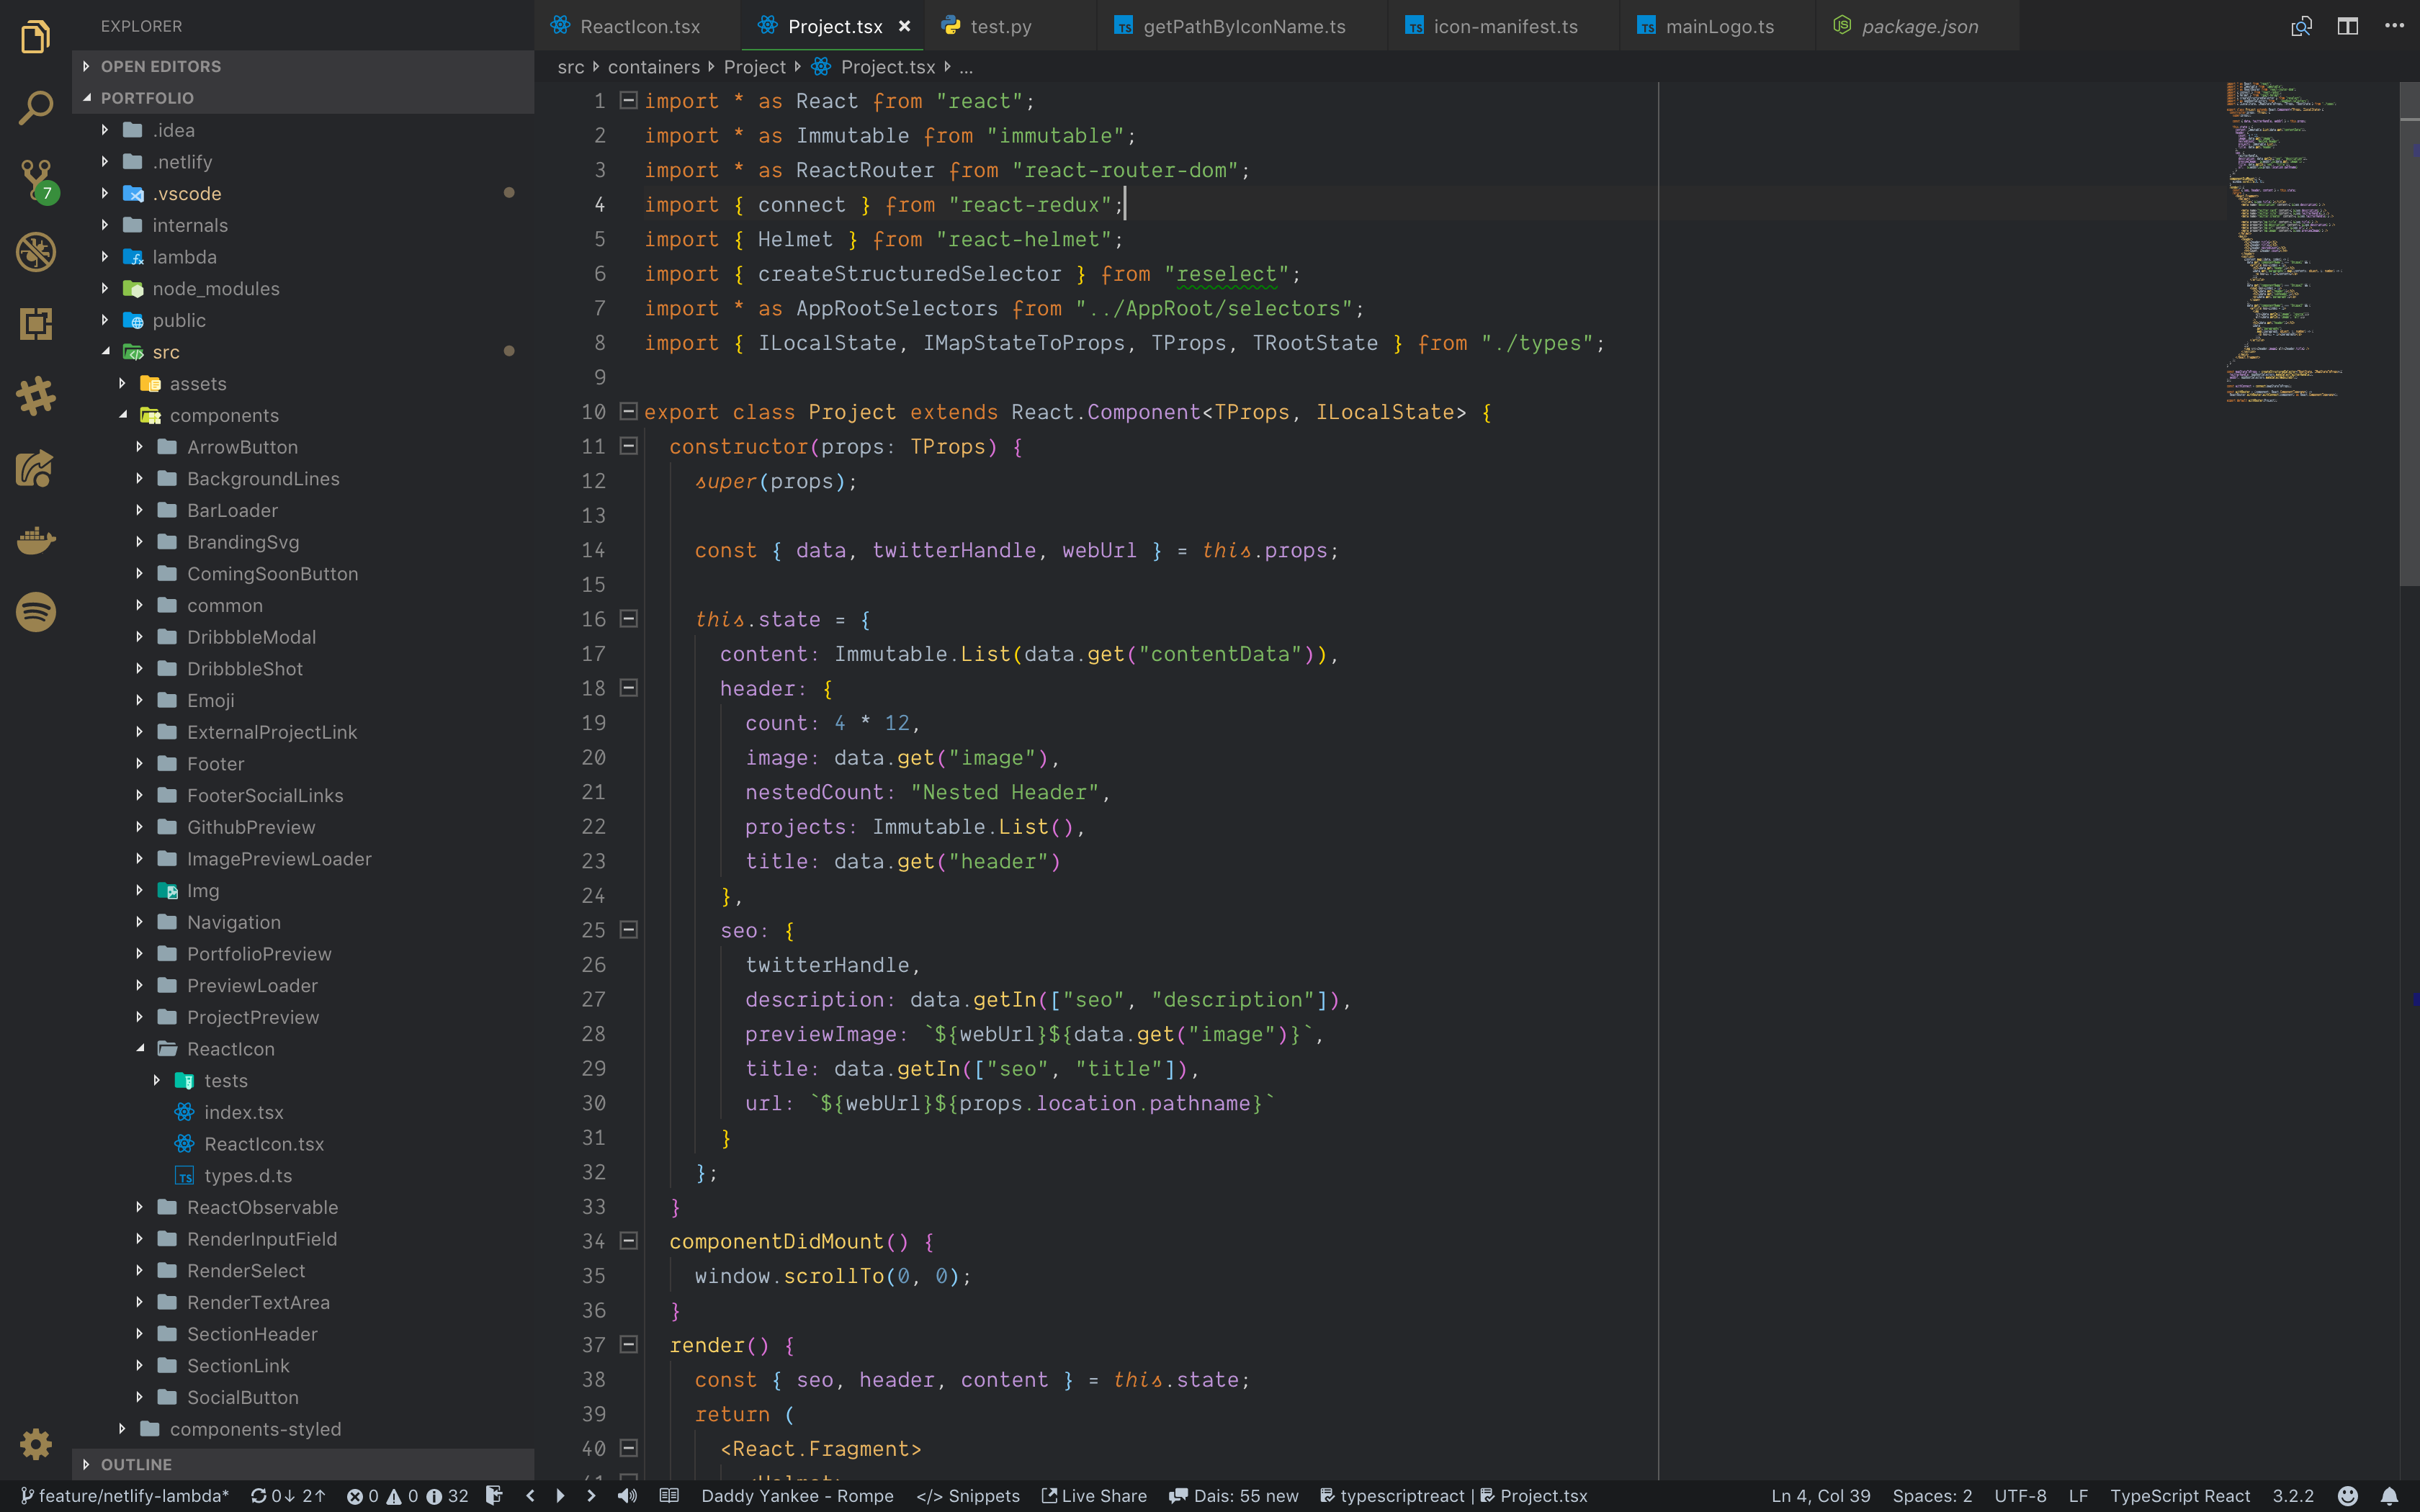 EXPLORER
OPEN EDITORS
PORTFOLIO
.idea
.netlify
.vscode
internals
lambda
node_modules
public
src
assets
components
ArrowButton
BackgroundLines
BarLoader
BrandingSvg
ComingSoonButton
common
DribbbleModal
DribbbleShot
Emoji
ExternalProjectLink
Footer
FooterSocialLinks
GithubPreview
ImagePreviewLoader
Img
Navigation
PortfolioPreview
PreviewLoader
ProjectPreview
ReactIcon
tests
index.tsx
ReactIcon.tsx
TS types.d.ts
ReactObservable
RenderInputField
RenderSelect
RenderTextArea
SectionHeader
SectionLink
SocialButton
components-styled
OUTLINE
7
ReactIcon.tsx Project.tsx × test.py TS getPathByIconName.ts TS icon-manifest.ts TS mainLogo.ts package.json
src containers Project Project.tsx ...
1 import * as React from "react";
2 import * as Immutable from "immutable";
3 import * as ReactRouter from "react-router-dom";
4 import { connect } from "react-redux";
5 import { Helmet } from "react-helmet";
6 import { createStructuredSelector } from "reselect";
7 import * as AppRootSelectors from "../AppRoot/selectors";
8 import { ILocalState, IMapStateToProps, TProps, TRootState } from "./types";
9
10 export class Project extends React.Component<TProps, ILocalState> {
11 constructor(props: TProps) {
12 super(props);
13
14 const { data, twitterHandle, webUrl } = this.props;
15
16 this.state = {
17 content: Immutable.List(data.get("contentData")),
18 header: {
19 count: 4 * 12,
20 image: data.get("image"),
21 nestedCount: "Nested Header",
22 projects: Immutable.List(),
23 title: data.get("header")
24 },
25 seo: {
26 twitterHandle,
27 description: data.getIn(["seo", "description"]),
28 previewImage: `${webUrl}${data.get("image")}`,
29 title: data.getIn(["seo", "title"]),
30 url: `${webUrl}${props.location.pathname}`
31 }
32 };
33 }
34 componentDidMount() {
35 window.scrollTo(0, 0);
36 }
37 render() {
38 const { seo, header, content } = this.state;
39 return (
40 <React.Fragment>
41 <Helmet>
feature/netlify-lambda* 0↓ 2↑ 0 0 32 Daddy Yankee - Rompe </> Snippets Live Share Dais: 55 new typescriptreact | Project.tsx Ln 4, Col 39 Spaces: 2 UTF-8 LF TypeScript React 3.2.2